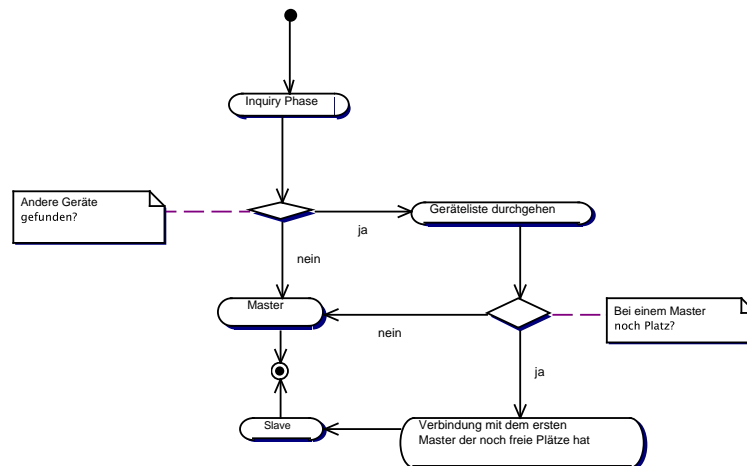 Inquiry Phase
Andere Geräte
gefunden?
Geräteliste durchgehen
ja
nein
Master
nein
Bei einem Master
noch Platz?
ja
Slave
Verbindung mit dem ersten
Master der noch freie Plätze hat